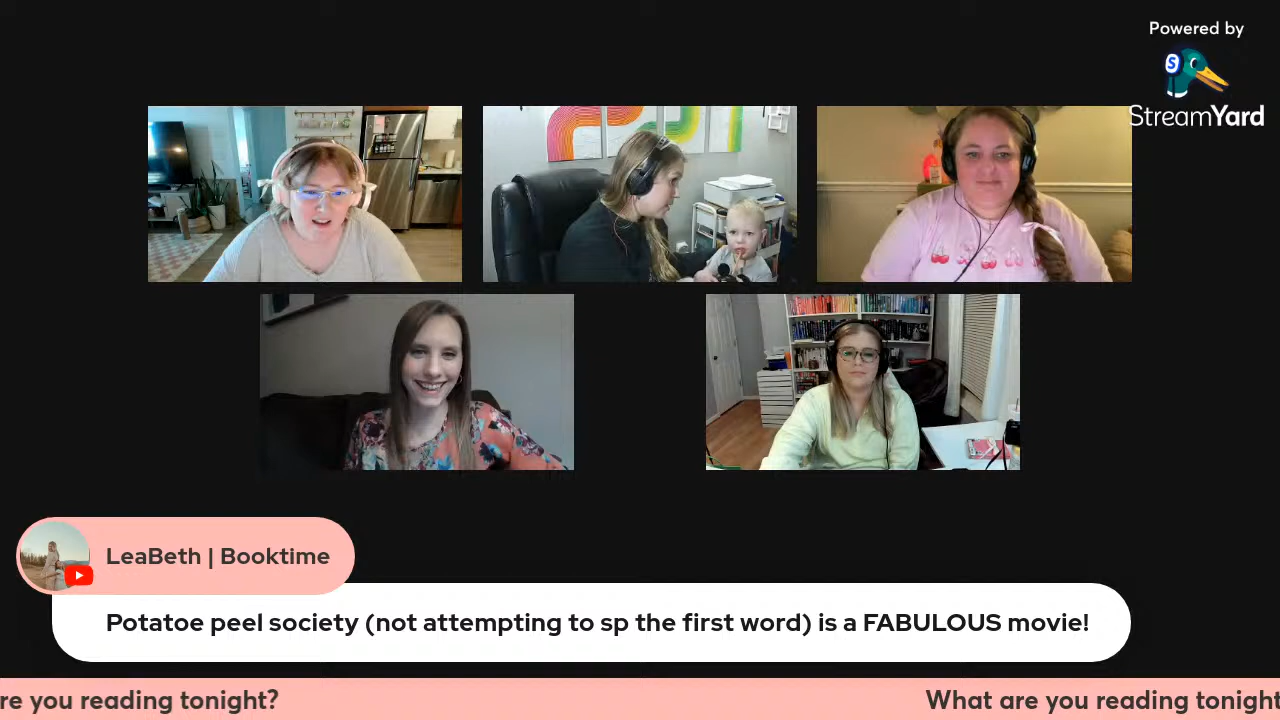 Powered by
S
StreamYard
LeaBeth | Booktime
Potatoe peel society (not attempting to sp the first word) is a FABULOUS movie!
re you reading tonight?
What are you reading tonight